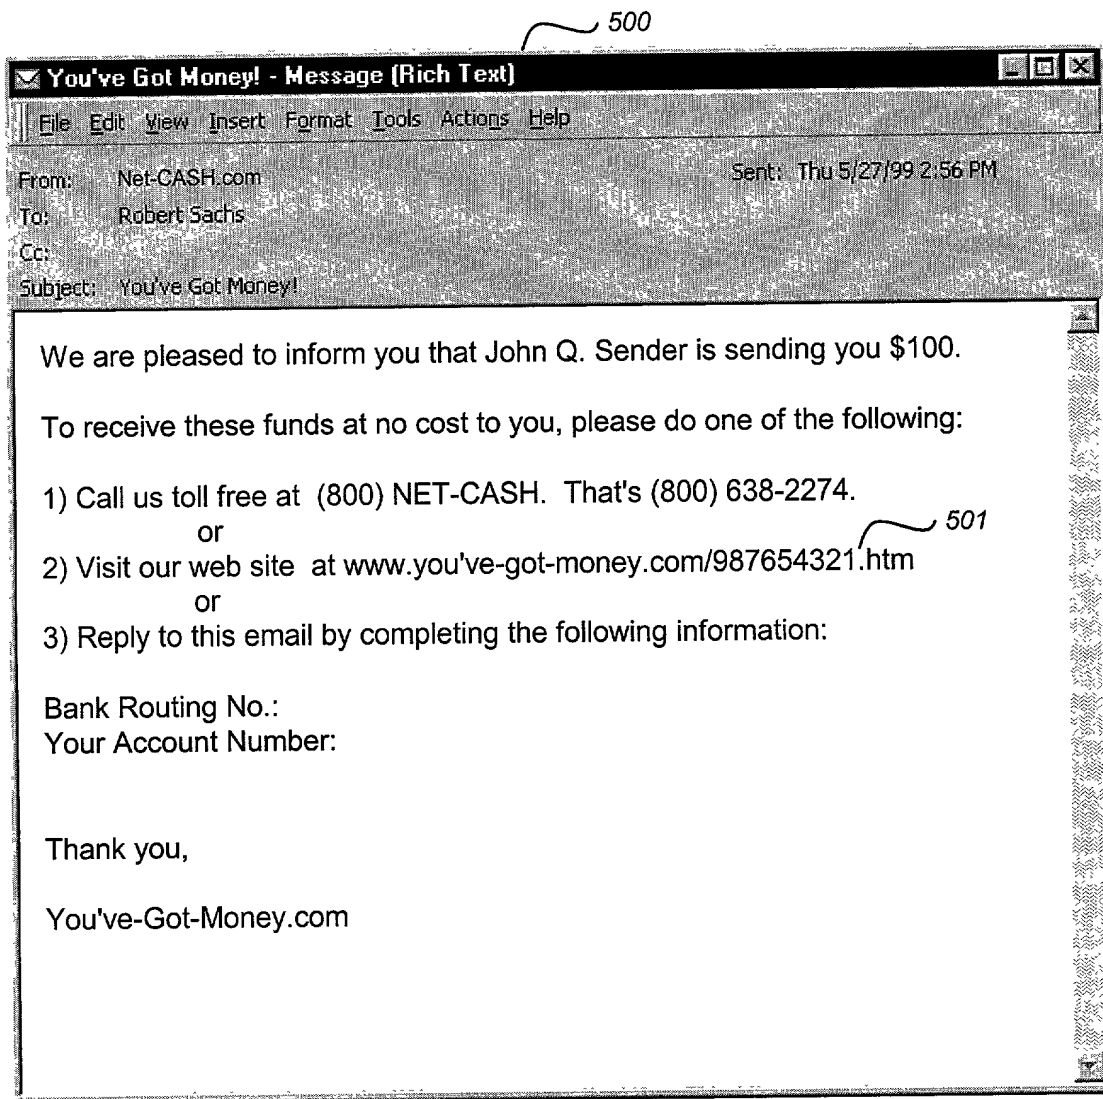 500
You've Got Money! - Message (Rich Text)
File Edit View Insert Format Tools Actions Help
From: Net-CASH.com Sent: Thu 5/27/99 2:56 PM
To: Robert Sachs
Cc:
Subject: You've Got Money!
We are pleased to inform you that John Q. Sender is sending you $100.
To receive these funds at no cost to you, please do one of the following:
1) Call us toll free at (800) NET-CASH. That's (800) 638-2274.
or
501
2) Visit our web site at www.you've-got-money.com/987654321.htm
or
3) Reply to this email by completing the following information:
Bank Routing No.:
Your Account Number:
Thank you,
You've-Got-Money.com